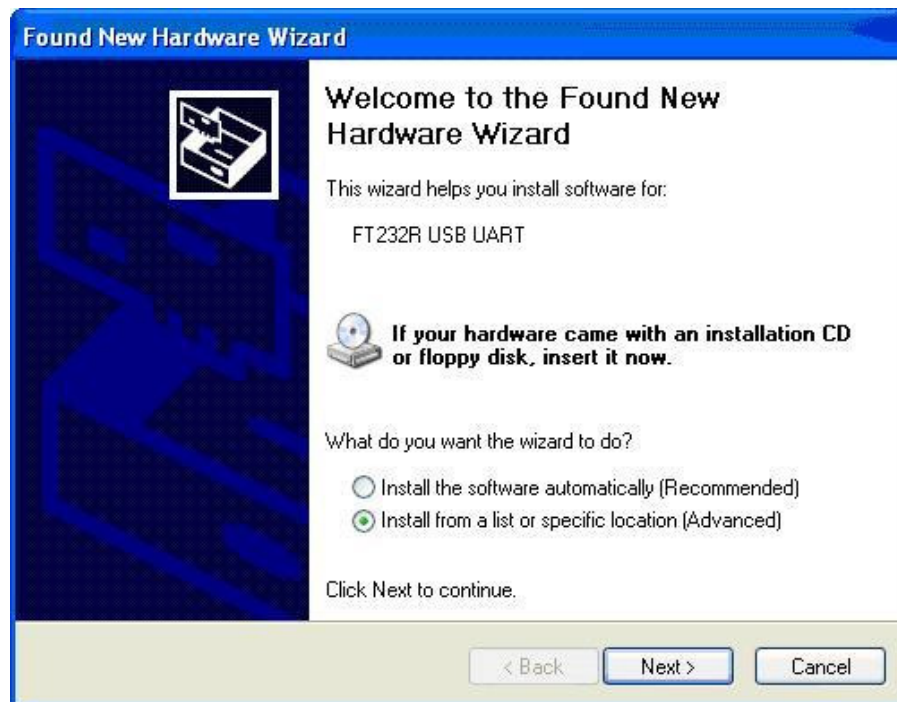 Found New Hardware Wizard
Welcome to the Found New
Hardware Wizard
This wizard helps you install software for:
FT232R USB UART
If your hardware came with an installation CD
or floppy disk, insert it now.
What do you want the wizard to do?
Install the software automatically (Recommended)
Install from a list or specific location (Advanced)
Click Next to continue.
< Back Next > Cancel